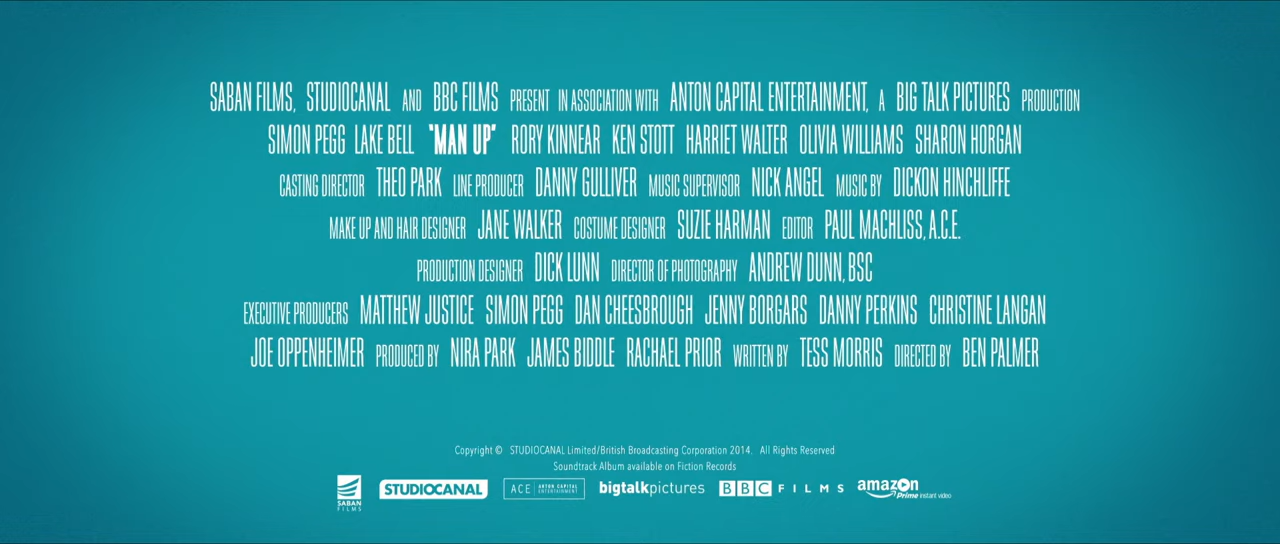 SABAN FILMS, STUDIOCANAL AND BBC FILMS PRESENT IN ASSOCIATION WITH ANTON CAPITAL ENTERTAINMENT, A BIG TALK PICTURES PRODUCTION
SIMON PEGG LAKE BELL "MAN UP" RORY KINNEAR KEN STOTT HARRIET WALTER OLIVIA WILLIAMS SHARON HORGAN
CASTING DIRECTOR THEO PARK LINE PRODUCER DANNY GULLIVER MUSIC SUPERVISOR NICK ANGEL MUSIC BY DICKON HINCHLIFFE
MAKE UP AND HAIR DESIGNER JANE WALKER COSTUME DESIGNER SUZIE HARMAN EDITOR PAUL MACHLISS, A.C.E.
PRODUCTION DESIGNER DICK LUNN DIRECTOR OF PHOTOGRAPHY ANDREW DUNN, BSC
EXECUTIVE PRODUCERS MATTHEW JUSTICE SIMON PEGG DAN CHEESBROUGH JENNY BORGARS DANNY PERKINS CHRISTINE LANGAN
JOE OPPENHEIMER PRODUCED BY NIRA PARK JAMES BIDDLE RACHAEL PRIOR WRITTEN BY TESS MORRIS DIRECTED BY BEN PALMER
Copyright © STUDIOCANAL Limited/British Broadcasting Corporation 2014. All Rights Reserved
Soundtrack Album available on Fiction Records
SABAN FILMS STUDIOCANAL ACE ANTON CAPITAL ENTERTAINMENT bigtalkpictures BBC FILMS amazon Prime instant video